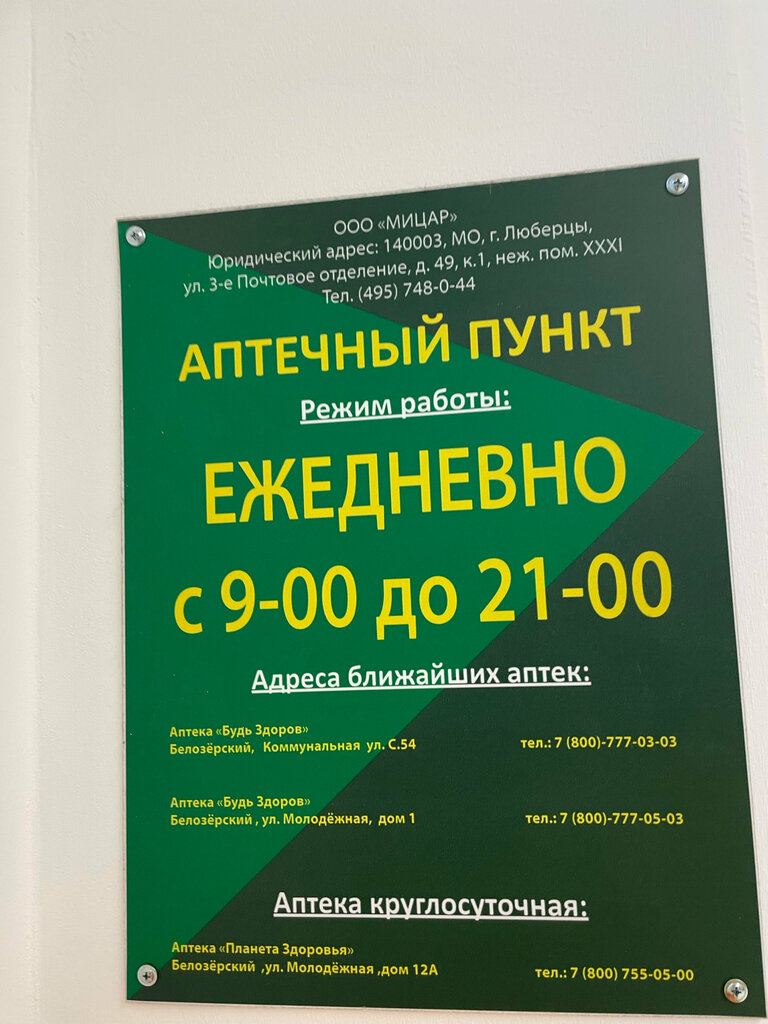 ООО «МИЦАР»
Юридический адрес: 140003, МО, г. Люберцы,
ул. 3-е Почтовое отделение, д. 49, к.1, неж. пом. XXXI
Тел. (495) 748-0-44
АПТЕЧНЫЙ ПУНКТ
Режим работы:
ЕЖЕДНЕВНО
с 9-00 до 21-00
Адреса ближайших аптек:
Аптека «Будь Здоров»
Белозёрский, Коммунальная ул. С.54 тел.: 7 (800)-777-03-03
Аптека «Будь Здоров»
Белозёрский , ул. Молодёжная, дом 1 тел.: 7 (800)-777-05-03
Аптека круглосуточная:
Аптека «Планета Здоровья»
Белозёрский ,ул. Молодёжная ,дом 12А тел.: 7 (800) 755-05-00